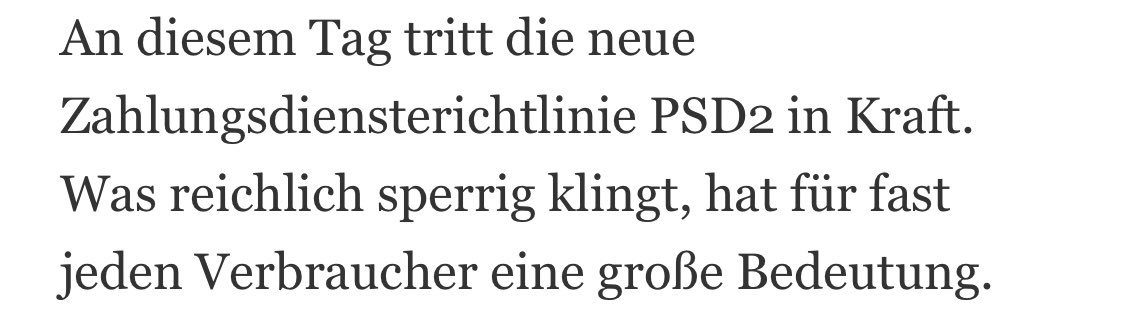 An diesem Tag tritt die neue
Zahlungsdiensterichtlinie PSD2 in Kraft.
Was reichlich sperrig klingt, hat für fast
jeden Verbraucher eine große Bedeutung.